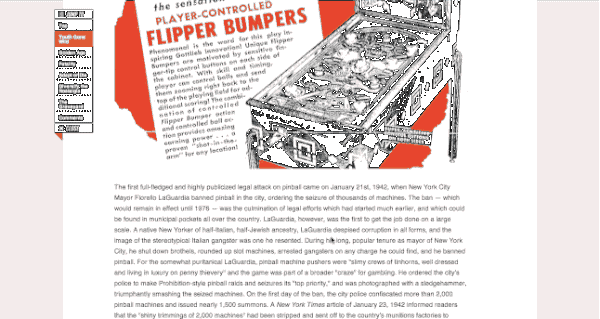 the sensation
PLAYER-CONTROLLED
FLIPPER BUMPERS
Phenomenal is the word for this play in-
spiring Gottlieb innovation! Unique Flipper
Bumpers are motivated by sensitive fin-
ger-tip control buttons on each side of
the cabinet. With skill and timing,
player can control balls and send
them zooming right back to the
top of the playing field for ad-
ditional scoring! The combi-
nation of controlled
Flipper Bumper action
and controlled ball
tion provides amazing
earning power . . . a
proven "shot-in-the-
arm" for any location!
The first full-fledged and highly publicized legal attack on pinball came on January 21st, 1942, when New York City
Mayor Fiorello LaGuardia banned pinball in the city, ordering the seizure of thousands of machines. The ban — which
would remain in effect until 1976 — was the culmination of legal efforts which had started much earlier, and which could
be found in municipal pockets all over the country. LaGuardia, however, was the first to get the job done on a large
scale. A native New Yorker of half-Italian, half-Jewish ancestry, LaGuardia despised corruption in all forms, and the
image of the stereotypical Italian gangster was one he resented. During his long, popular tenure as mayor of New York
City, he shut down brothels, rounded up slot machines, arrested gangsters on any charge he could find, and he banned
pinball. For the somewhat puritanical LaGuardia, pinball machine pushers were "slimy crews of tinhorns, well dressed
and living in luxury on penny thievery" and the game was part of a broader "craze" for gambling. He ordered the city's
police to make Prohibition-style pinball raids and seizures its "top priority," and was photographed with a sledgehammer,
triumphantly smashing the seized machines. On the first day of the ban, the city police confiscated more than 2,000
pinball machines and issued nearly 1,500 summons. A New York Times article of January 23, 1942 informed readers
that the "shiny trimmings of 2,000 machines" had been stripped and sent off to the country's munitions factories to